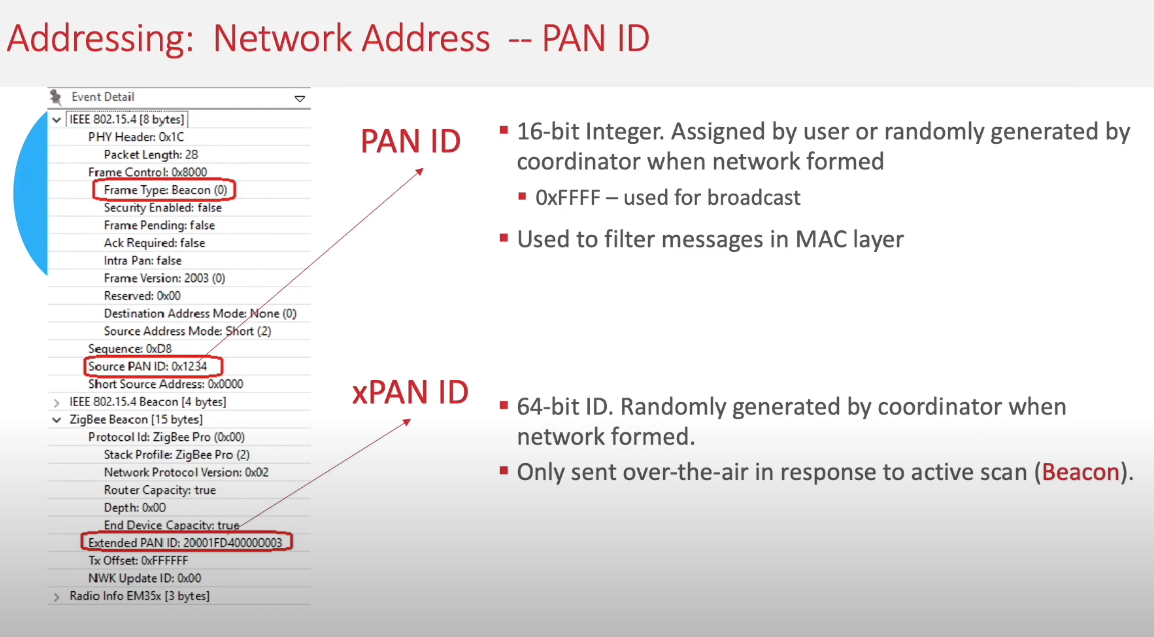 Addressing:  Network Address  -- PAN ID
Event Detail
IEEE 802.15.4 [8 bytes]
PHY Header: 0x1C
Packet Length: 28
Frame Control: 0x8000
Frame Type: Beacon (0)
Security Enabled: false
Frame Pending: false
Ack Required: false
Intra Pan: false
Frame Version: 2003 (0)
Reserved: 0x00
Destination Address Mode: None (0)
Source Address Mode: Short (2)
Sequence: 0xD8
Source PAN ID: 0x1234
Short Source Address: 0x0000
IEEE 802.15.4 Beacon [4 bytes]
ZigBee Beacon [15 bytes]
Protocol Id: ZigBee Pro (0x00)
Stack Profile: ZigBee Pro (2)
Network Protocol Version: 0x02
Router Capacity: true
Depth: 0x00
End Device Capacity: true
Extended PAN ID: 20001FD400000003
Tx Offset: 0xFFFFFF
NWK Update ID: 0x00
Radio Info EM35x [3 bytes]
PAN ID
16-bit Integer. Assigned by user or randomly generated by
coordinator when network formed
0xFFFF – used for broadcast
Used to filter messages in MAC layer
xPAN ID
64-bit ID. Randomly generated by coordinator when
network formed.
Only sent over-the-air in response to active scan (Beacon).